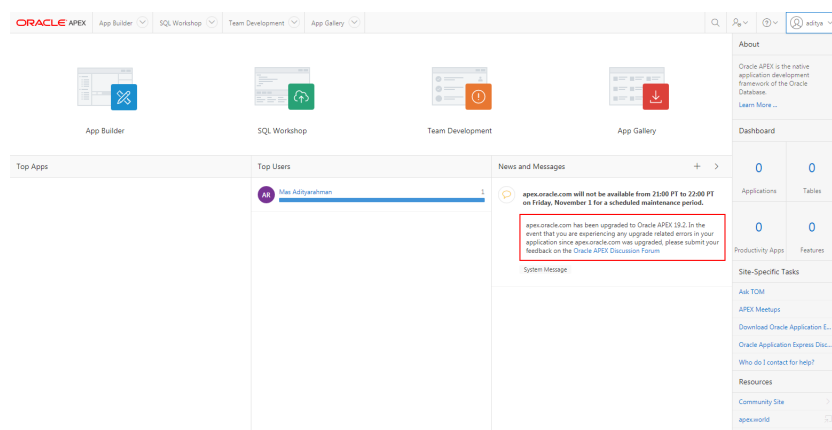 ORACLE APEX App Builder SQL Workshop Team Development App Gallery aditya
App Builder
SQL Workshop
Team Development
App Gallery
Top Apps
Top Users
AR Mas Adityarahman 1
News and Messages
apex.oracle.com will not be available from 21:00 PT to 22:00 PT
on Friday, November 1 for a scheduled maintenance period.
apex.oracle.com has been upgraded to Oracle APEX 19.2. In the
event that you are experiencing any upgrade related errors in your
application since apex.oracle.com was upgraded, please submit your
feedback on the Oracle APEX Discussion Forum
System Message
About
Oracle APEX is the native
application development
framework of the Oracle
Database.
Learn More ...
Dashboard
0 0
Applications Tables
0 0
Productivity Apps Features
Site-Specific Tasks
Ask TOM
APEX Meetups
Download Oracle Application E...
Oracle Application Express Disc...
Who do I contact for help?
Resources
Community Site
apex.world